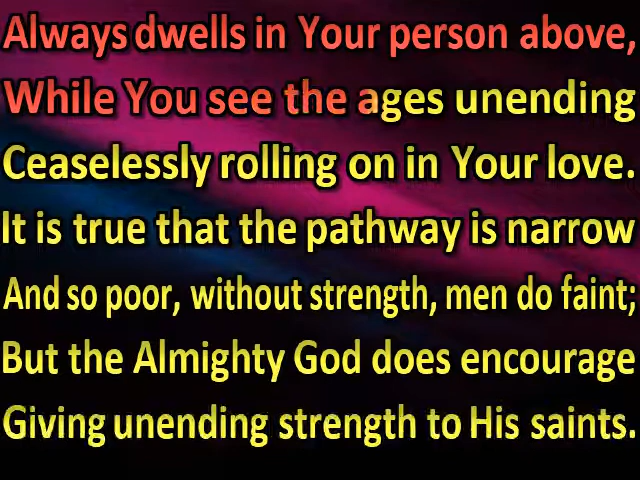 Always dwells in Your person above,
While You see the ages unending
Ceaselessly rolling on in Your love.
It is true that the pathway is narrow
And so poor, without strength, men do faint;
But the Almighty God does encourage
Giving unending strength to His saints.